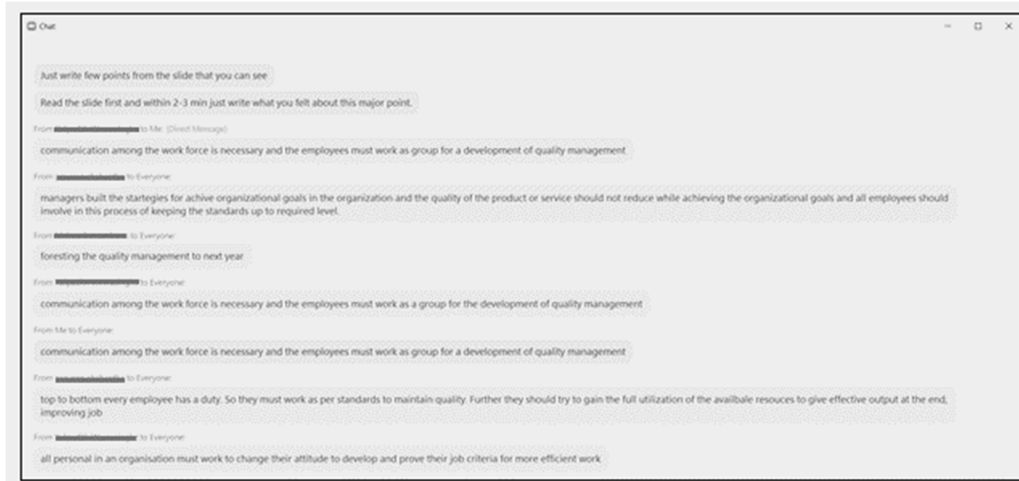 Chat
Just write few points from the slide that you can see
Read the slide first and within 2-3 min just write what you felt about this major point.
From to Me: (Direct Message)
communication among the work force is necessary and the employees must work as group for a development of quality management
From to Everyone:
managers built the startegies for achive organizational goals in the organization and the quality of the product or service should not reduce while achieving the organizational goals and all employees should
involve in this process of keeping the standards up to required level.
From to Everyone:
foresting the quality management to next year
From to Everyone:
communication among the work force is necessary and the employees must work as a group for the development of quality management
From Me to Everyone:
communication among the work force is necessary and the employees must work as group for a development of quality management
From to Everyone:
top to bottom every employee has a duty. So they must work as per standards to maintain quality. Further they should try to gain the full utilization of the availbale resouces to give effective output at the end,
improving job
From to Everyone:
all personal in an organisation must work to change their attitude to develop and prove their job criteria for more efficient work